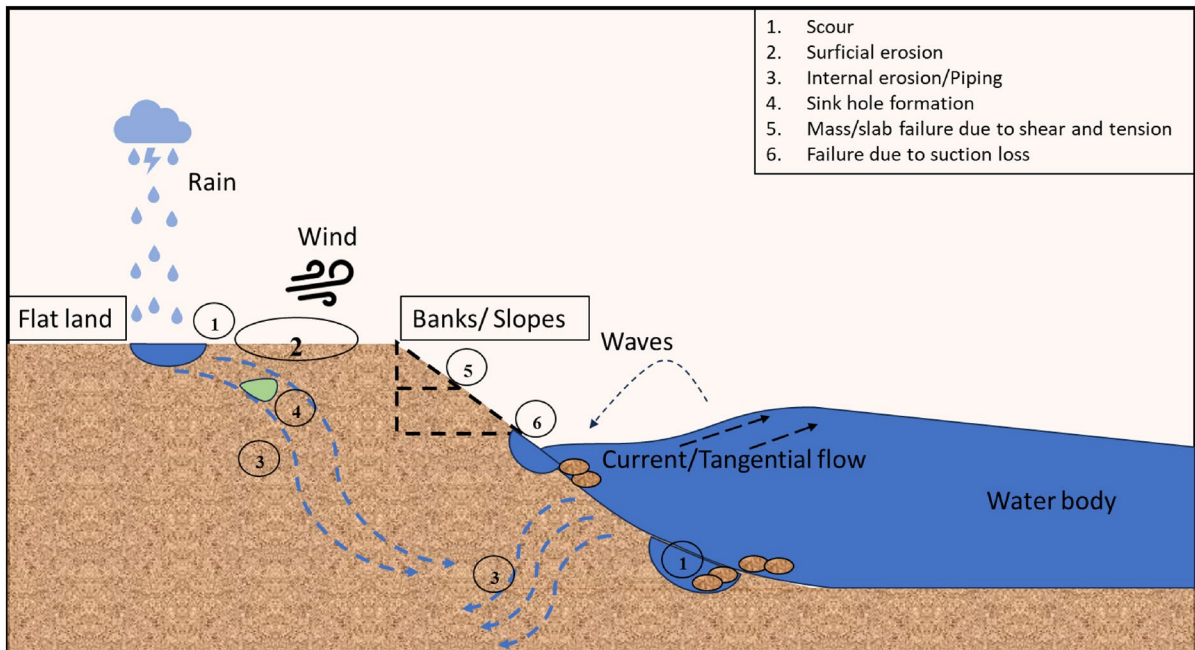 1. Scour
2. Surficial erosion
3. Internal erosion/Piping
4. Sink hole formation
5. Mass/slab failure due to shear and tension
6. Failure due to suction loss
Rain
Wind
Flat land
1
2
Banks/ Slopes
Waves
5
4
6
3
Current/Tangential flow
Water body
1
3